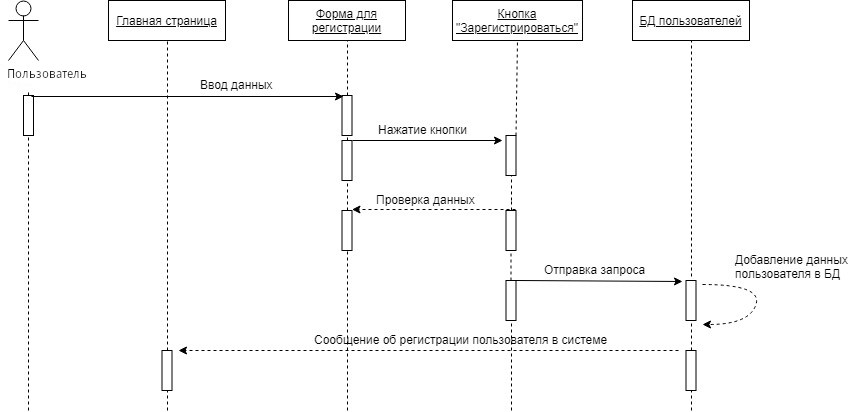 Главная страница
Форма для
регистрации
Кнопка
"Зарегистрироваться"
БД пользователей
Пользователь
Ввод данных
Нажатие кнопки
Проверка данных
Отправка запроса
Добавление данных
пользователя в БД
Сообщение об регистрации пользователя в системе